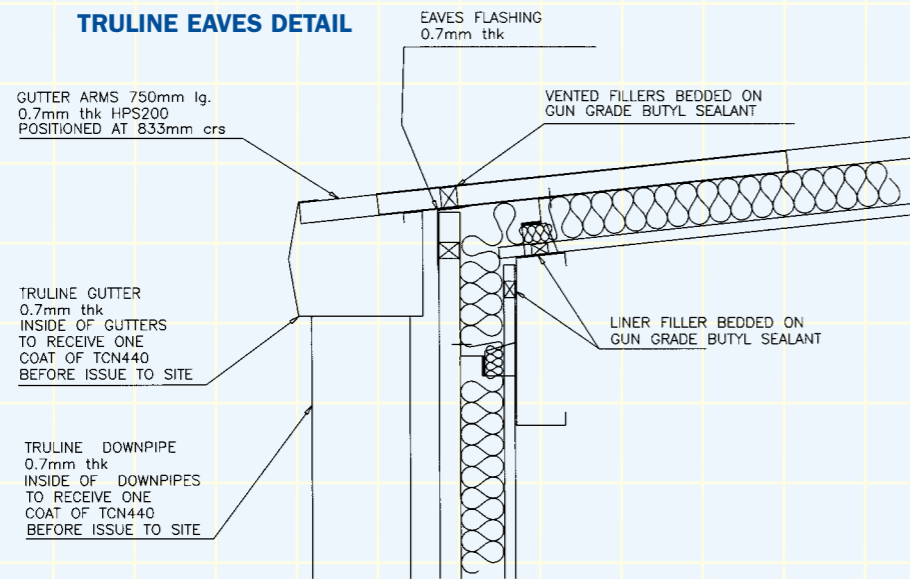 TRULINE EAVES DETAIL
EAVES FLASHING
0.7mm thk
GUTTER ARMS 750mm lg.
0.7mm thk HPS200
POSITIONED AT 833mm crs
VENTED FILLERS BEDDED ON
GUN GRADE BUTYL SEALANT
TRULINE GUTTER
0.7mm thk
INSIDE OF GUTTERS
TO RECEIVE ONE
COAT OF TCN440
BEFORE ISSUE TO SITE
LINER FILLER BEDDED ON
GUN GRADE BUTYL SEALANT
TRULINE DOWNPIPE
0.7mm thk
INSIDE OF DOWNPIPES
TO RECEIVE ONE
COAT OF TCN440
BEFORE ISSUE TO SITE